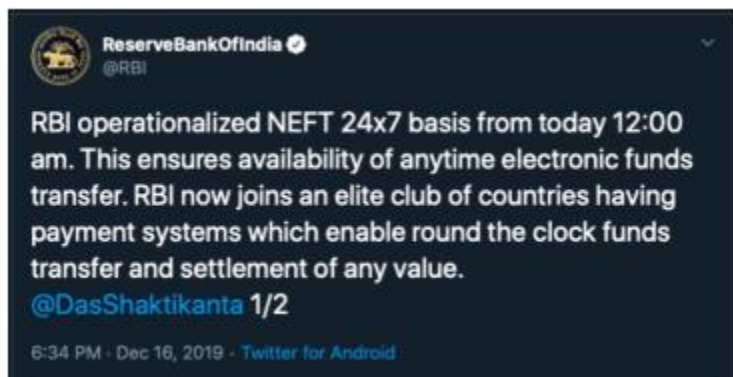 ReserveBankOfIndia
@RBI
RBI operationalized NEFT 24x7 basis from today 12:00
am. This ensures availability of anytime electronic funds
transfer. RBI now joins an elite club of countries having
payment systems which enable round the clock funds
transfer and settlement of any value.
@DasShaktikanta 1/2
6:34 PM · Dec 16, 2019 · Twitter for Android